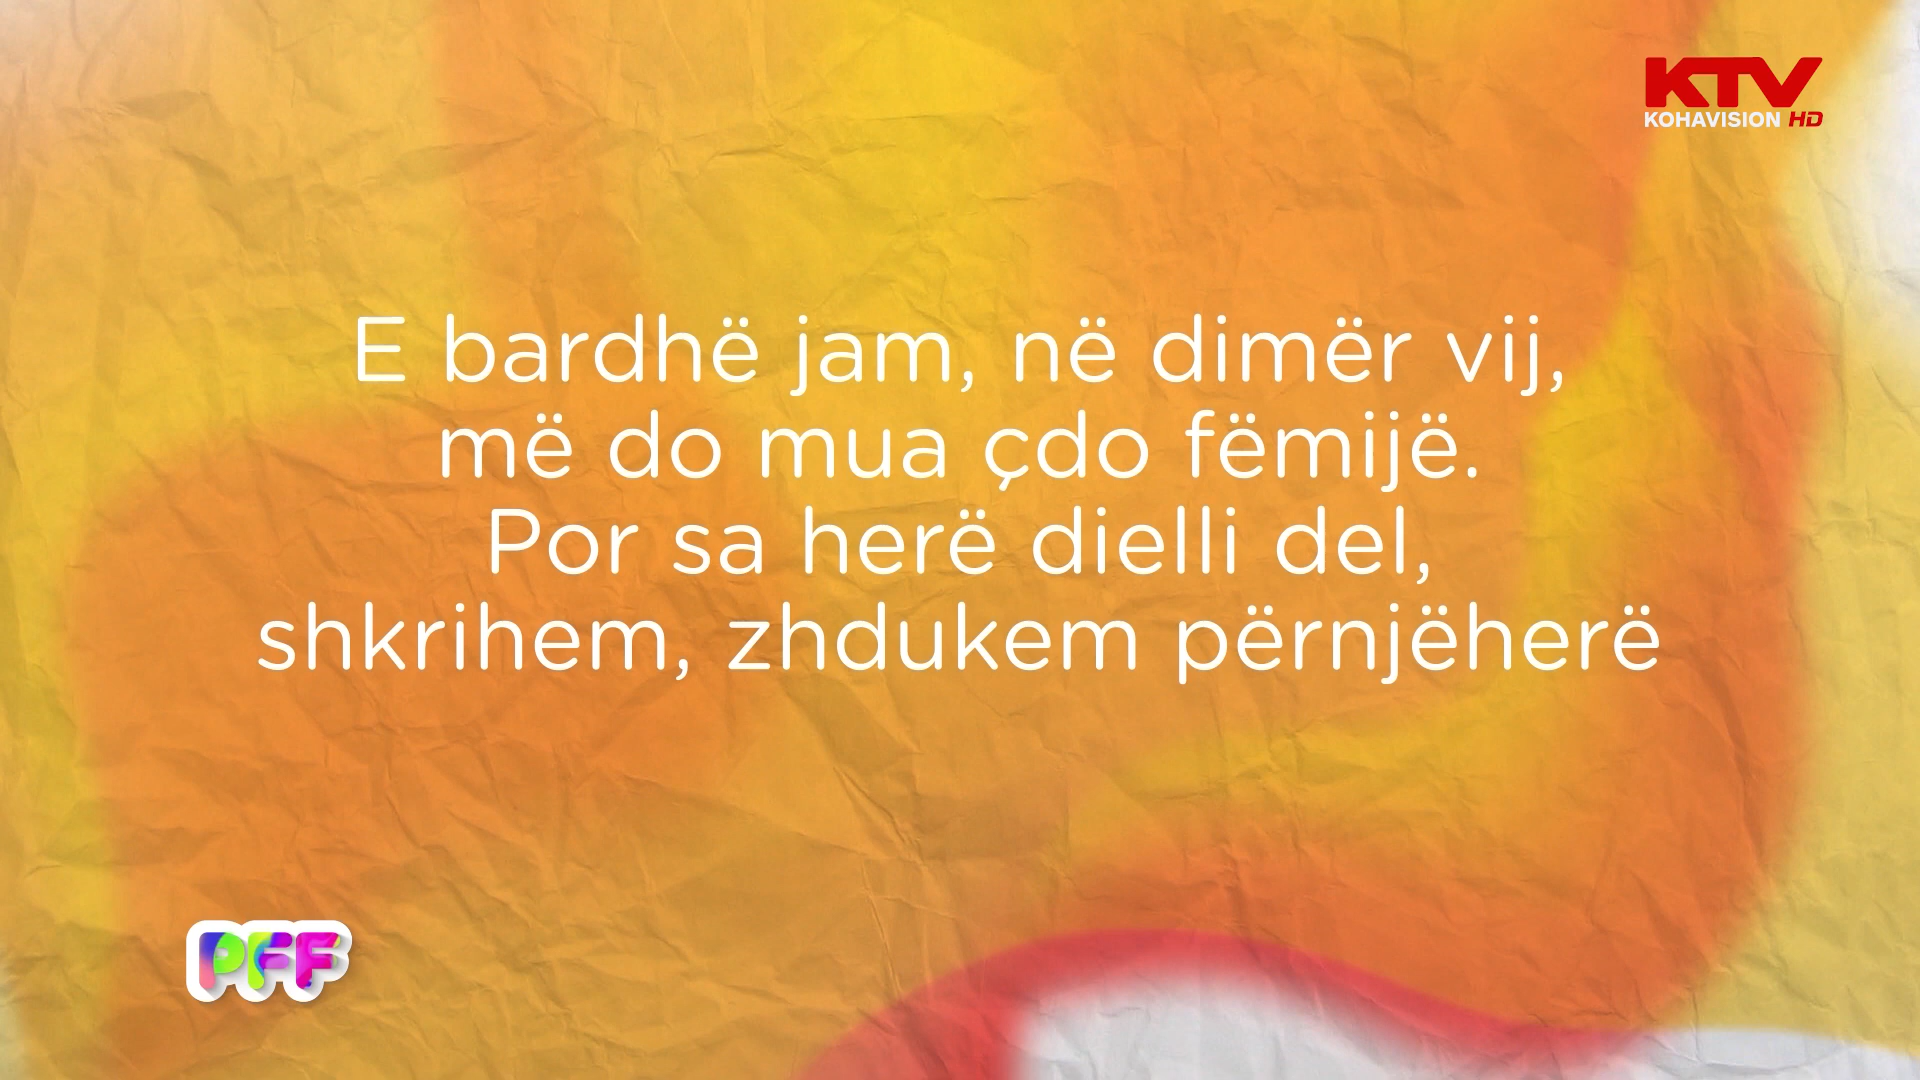 KTV
KOHAVISION HD
E bardhë jam, në dimër vij,
më do mua çdo fëmijë.
Por sa herë dielli del,
shkrihem, zhdukem përnjëherë
PFF